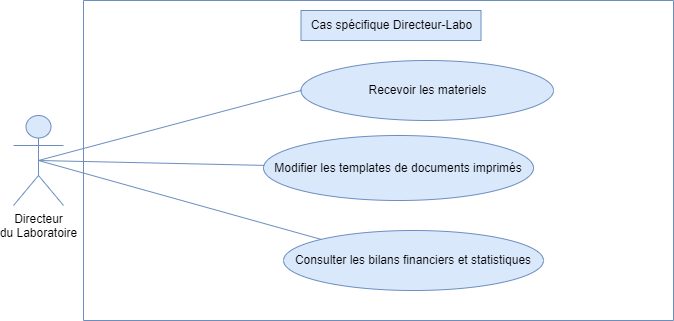 Cas spécifique Directeur-Labo
Recevoir les materiels
Modifier les templates de documents imprimés
Directeur
du Laboratoire
Consulter les bilans financiers et statistiques